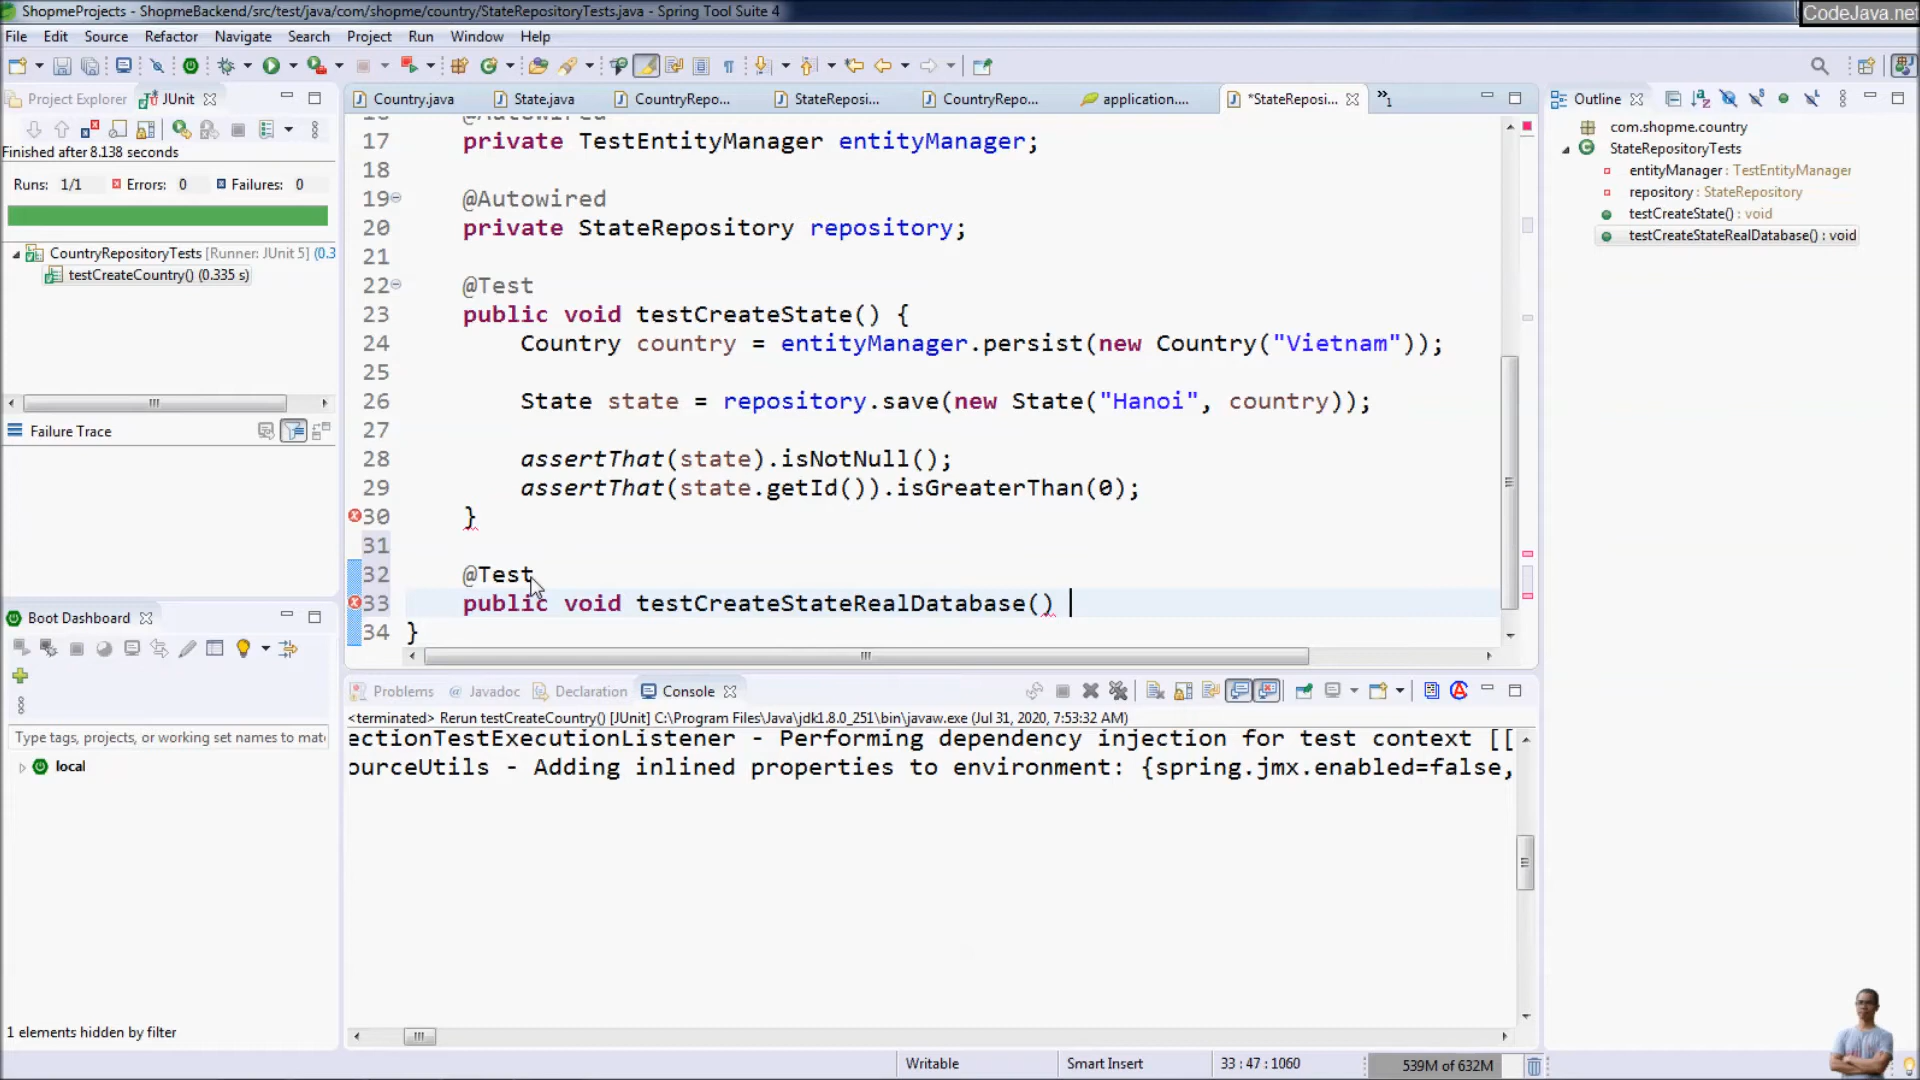 ShopmeProjects - ShopmeBackend/src/test/java/com/shopme/country/StateRepositoryTests.java - Spring Tool Suite 4
CodeJava.net
File Edit Source Refactor Navigate Search Project Run Window Help
Project Explorer JUnit
Finished after 8.138 seconds
Runs: 1/1 Errors: 0 Failures: 0
CountryRepositoryTests [Runner: JUnit 5] (0.3
testCreateCountry() (0.335 s)
Failure Trace
Boot Dashboard
Type tags, projects, or working set names to mat
local
1 elements hidden by filter
Country.java State.java CountryRepo... StateReposi... CountryRepo... application.... *StateReposi... »1
17 private TestEntityManager entityManager;
18
19 @Autowired
20 private StateRepository repository;
21
22 @Test
23 public void testCreateState() {
24 Country country = entityManager.persist(new Country("Vietnam"));
25
26 State state = repository.save(new State("Hanoi", country));
27
28 assertThat(state).isNotNull();
29 assertThat(state.getId()).isGreaterThan(0);
30 }
31
32 @Test
33 public void testCreateStateRealDatabase()
34 }
Problems @ Javadoc Declaration Console
<terminated> Rerun testCreateCountry() [JUnit] C:\Program Files\Java\jdk1.8.0_251\bin\javaw.exe (Jul 31, 2020, 7:53:32 AM)
ectionTestExecutionListener - Performing dependency injection for test context [[
ourceUtils - Adding inlined properties to environment: {spring.jmx.enabled=false,
Outline
com.shopme.country
StateRepositoryTests
entityManager : TestEntityManager
repository : StateRepository
testCreateState() : void
testCreateStateRealDatabase() : void
Writable Smart Insert 33 : 47 : 1060 539M of 632M